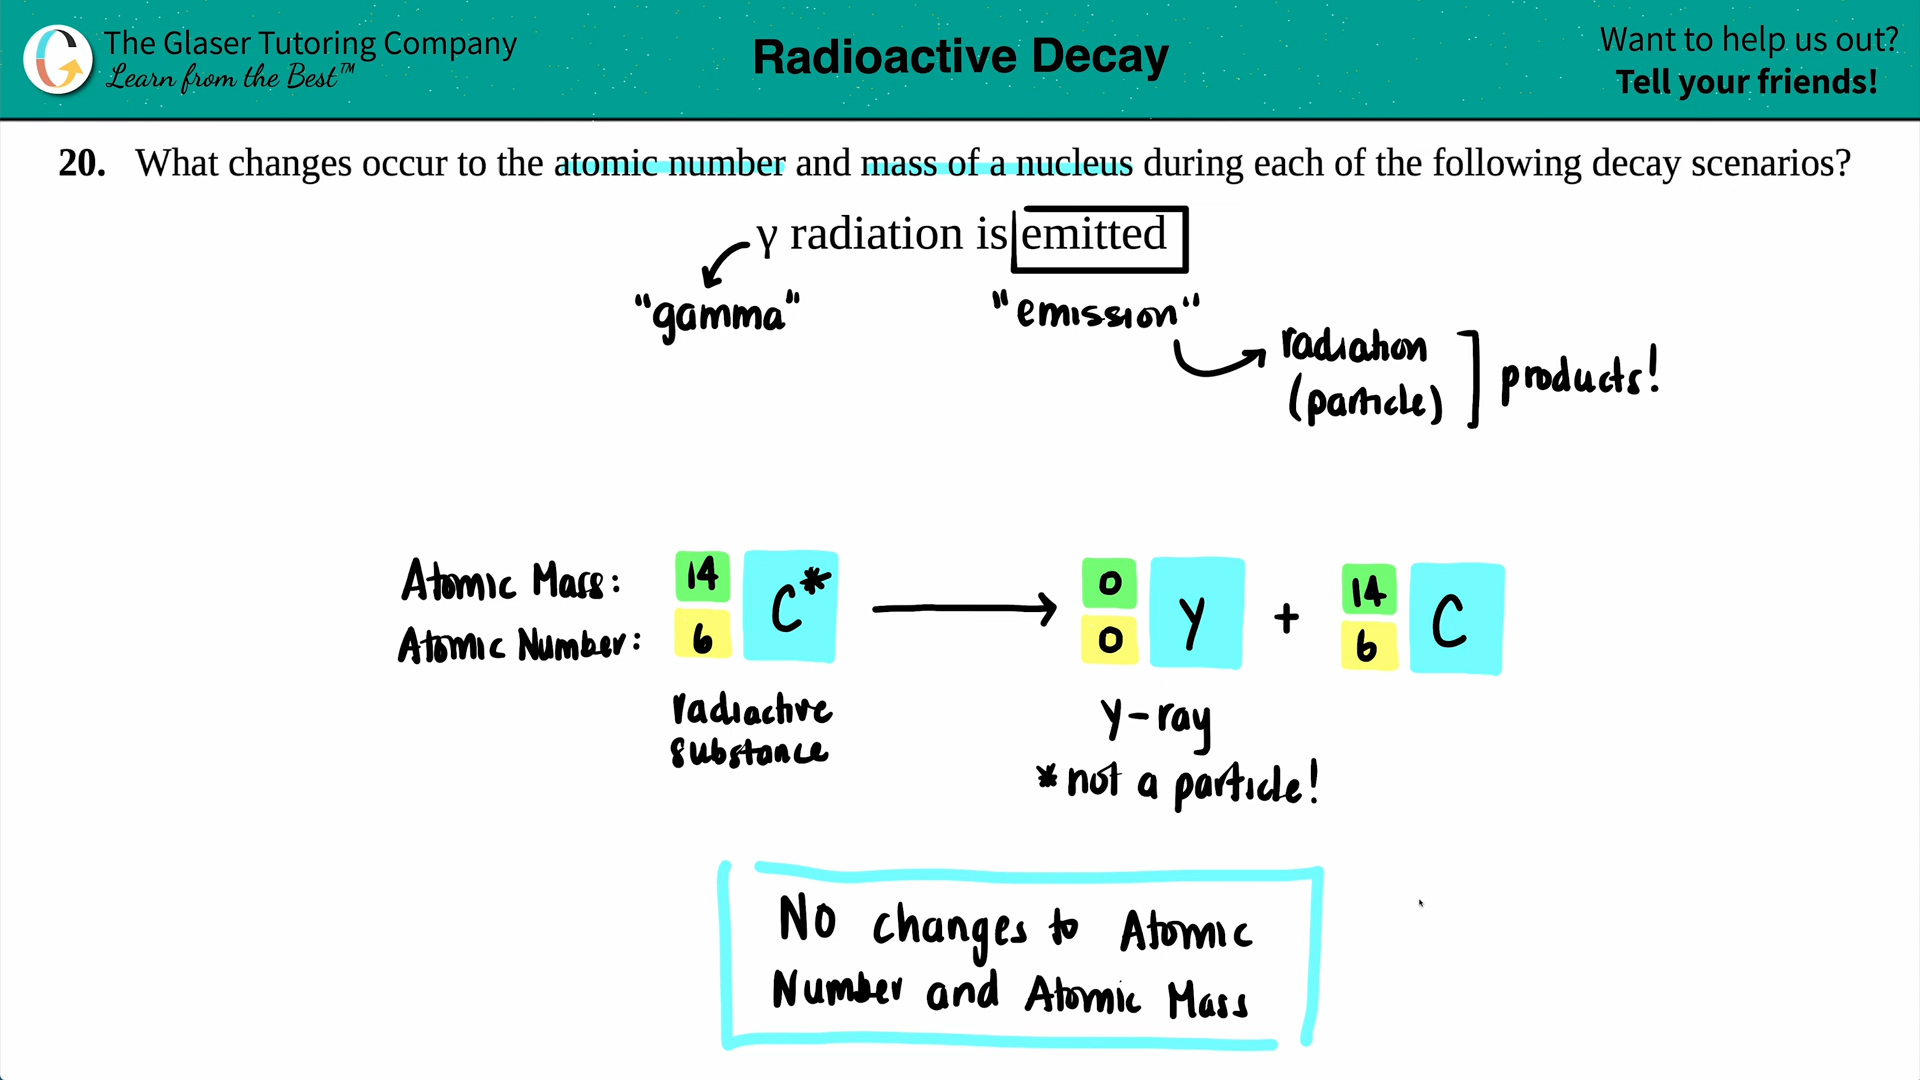 The Glaser Tutoring Company
Learn from the Best™
Radioactive Decay
Want to help us out?
Tell your friends!
20. What changes occur to the atomic number and mass of a nucleus during each of the following decay scenarios?
γ radiation is emitted
"gamma"
"emission"
radiation
(particle)
products!
Atomic Mass:
Atomic Number:
14
6
C*
0
0
γ
+
14
6
C
radiactive
substance
γ-ray
*not a particle!
No changes to Atomic
Number and Atomic Mass